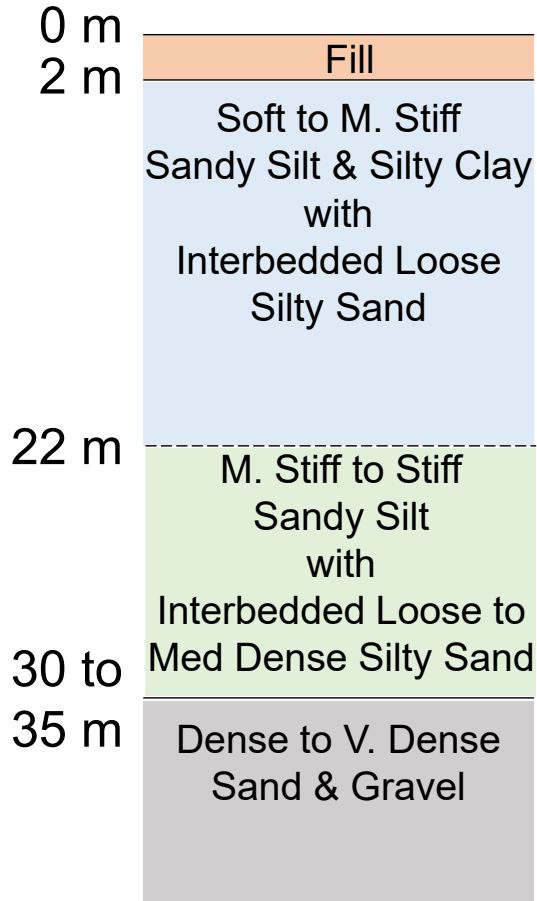 0 m
Fill
2 m
Soft to M. Stiff
Sandy Silt & Silty Clay
with
Interbedded Loose
Silty Sand
22 m
M. Stiff to Stiff
Sandy Silt
with
Interbedded Loose to
Med Dense Silty Sand
30 to
35 m
Dense to V. Dense
Sand & Gravel